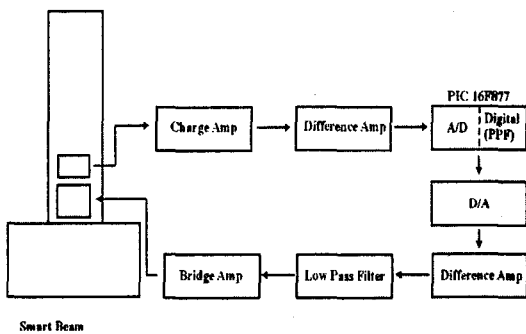 PIC 16F877
Charge Amp
Difference Amp
A/D
Digital
(PPF)
D/A
Bridge Amp
Low Pass Filter
Difference Amp
Smart Beam